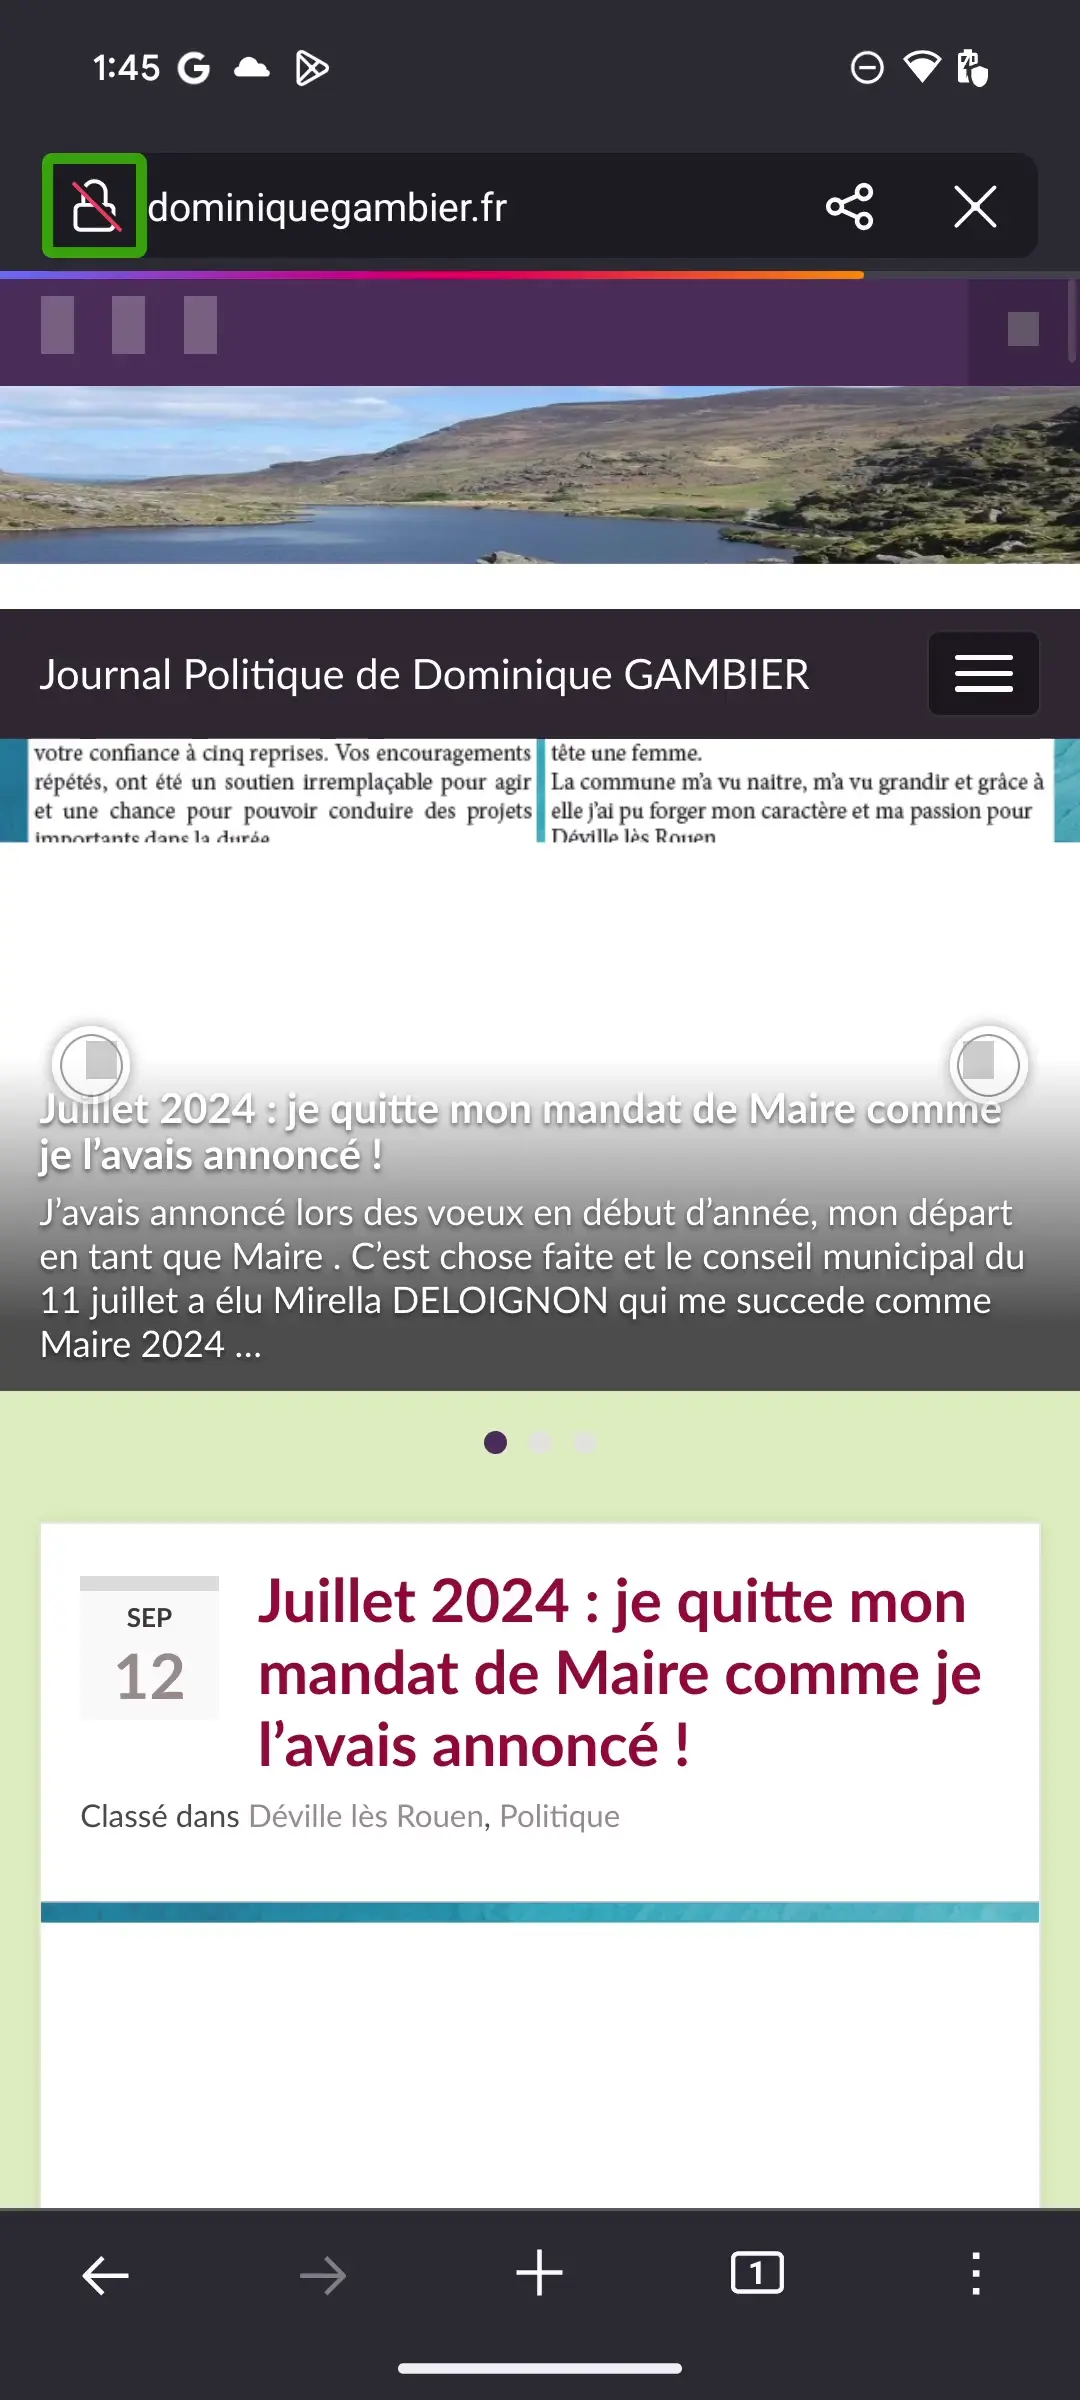 1:45
dominiquegambier.fr
Journal Politique de Dominique GAMBIER
votre confiance à cinq reprises. Vos encouragements
répétés, ont été un soutien irremplaçable pour agir
et une chance pour pouvoir conduire des projets
importants dans la durée.
tête une femme.
La commune m'a vu naitre, m'a vu grandir et grâce à
elle j'ai pu forger mon caractère et ma passion pour
Déville lès Rouen
Juillet 2024 : je quitte mon mandat de Maire comme
je l’avais annoncé !
J’avais annoncé lors des voeux en début d’année, mon départ
en tant que Maire . C’est chose faite et le conseil municipal du
11 juillet a élu Mirella DELOIGNON qui me succede comme
Maire 2024 ...
SEP
12
Juillet 2024 : je quitte mon
mandat de Maire comme je
l’avais annoncé !
Classé dans Déville lès Rouen, Politique
1